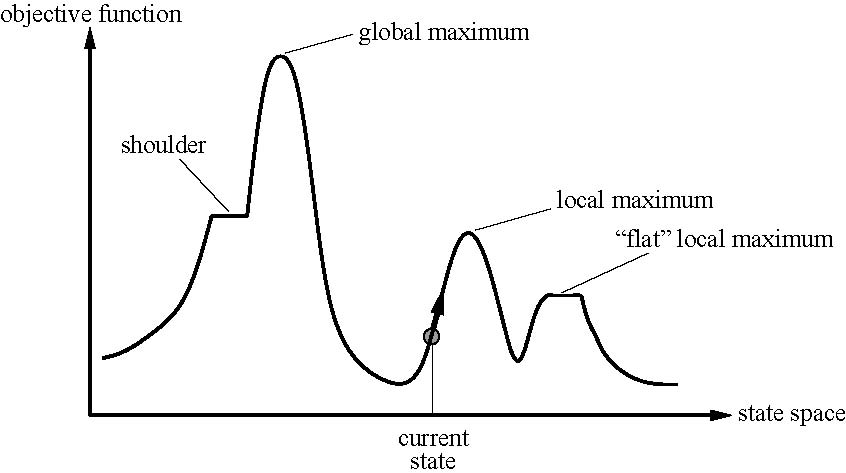 objective function
global maximum
shoulder
local maximum
“flat” local maximum
state space
current
state